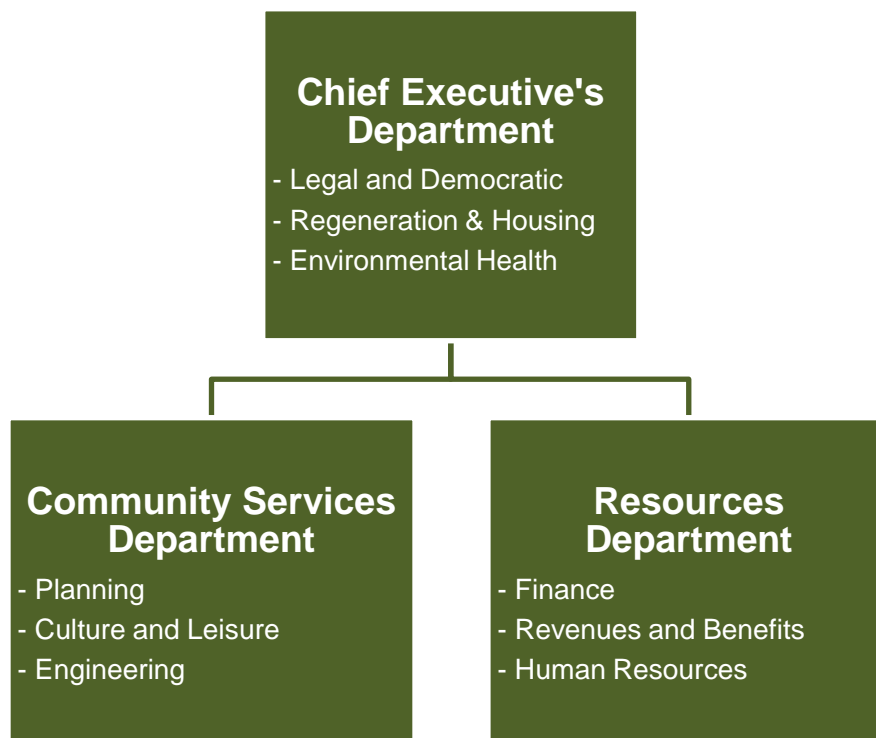 Chief Executive's
Department
- Legal and Democratic
- Regeneration & Housing
- Environmental Health
Community Services
Department
- Planning
- Culture and Leisure
- Engineering
Resources
Department
- Finance
- Revenues and Benefits
- Human Resources